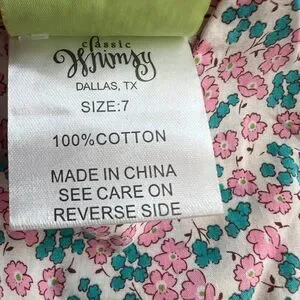 classic
Whimsy
DALLAS, TX
SIZE:7
100%COTTON
MADE IN CHINA
SEE CARE ON
REVERSE SIDE